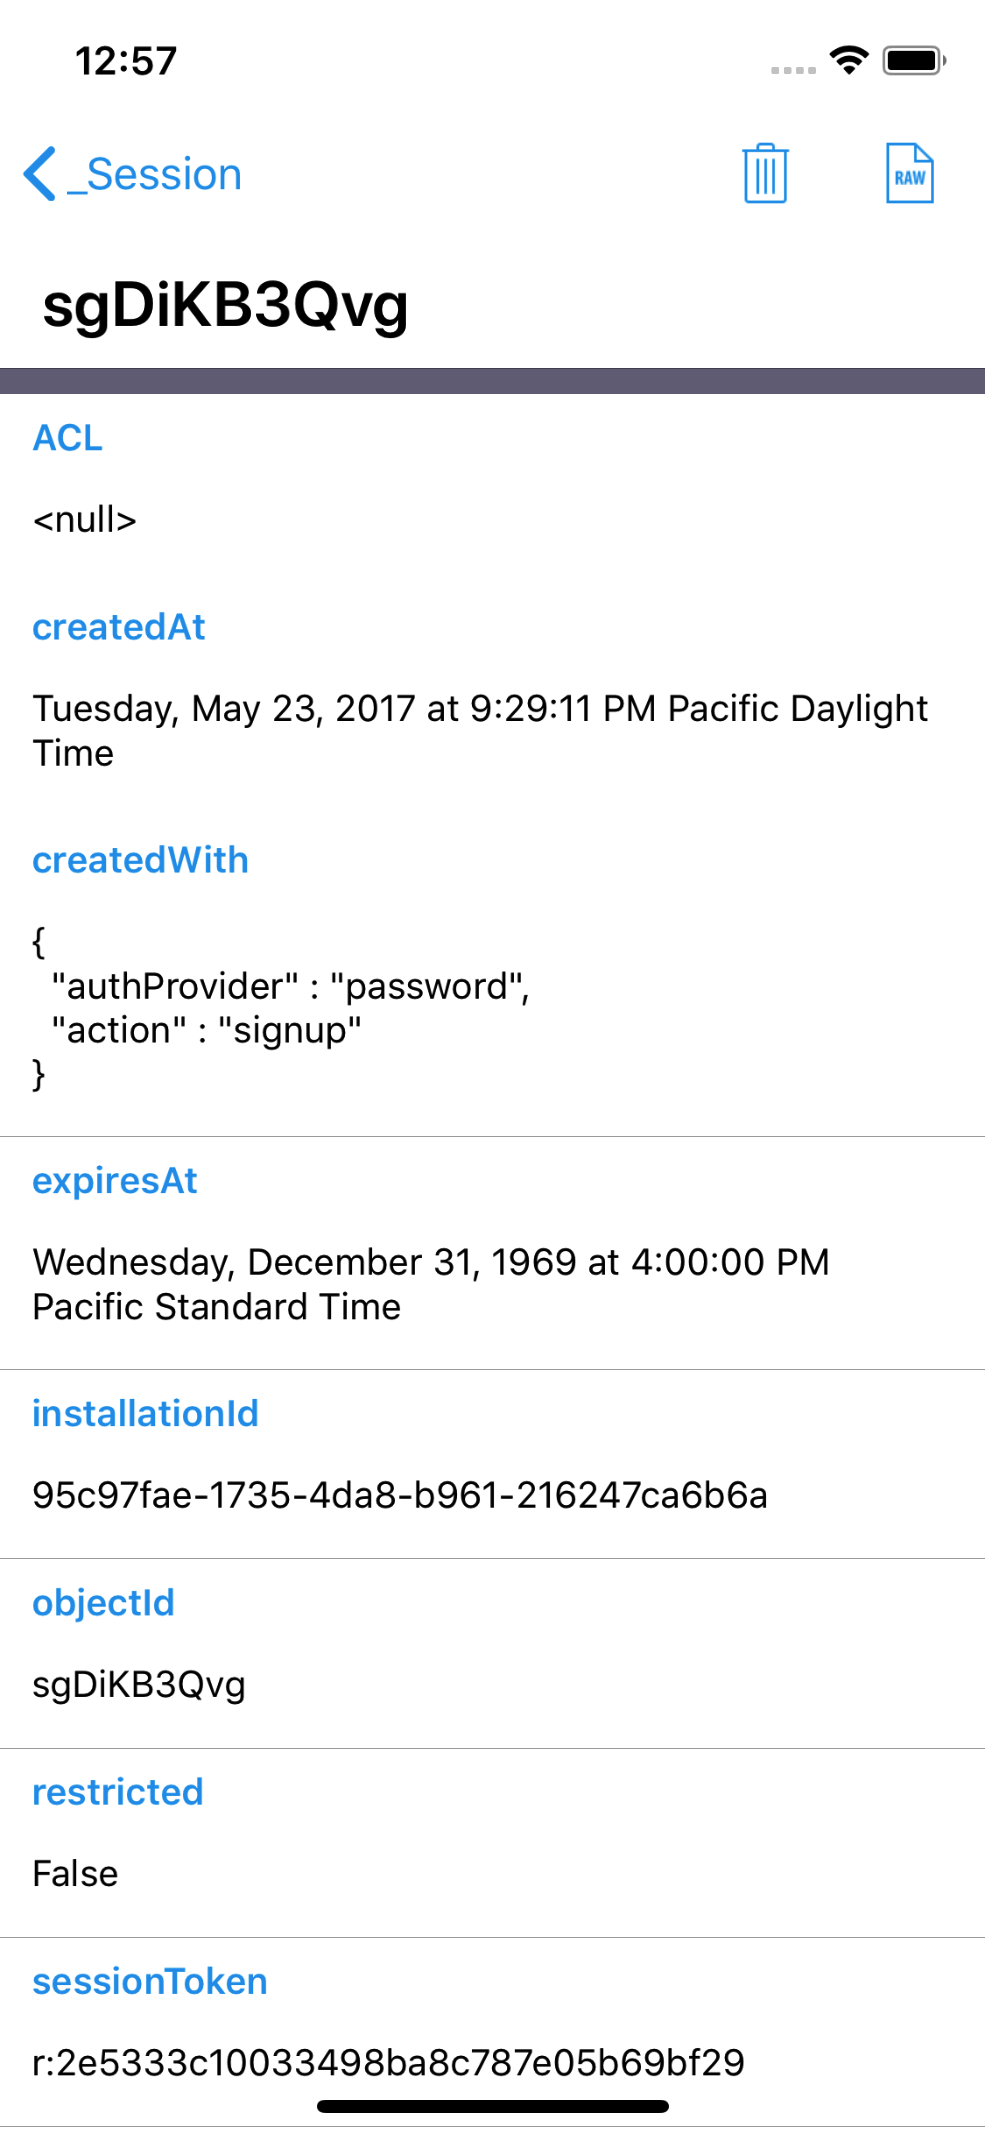 12:57
_Session
RAW
sgDiKB3Qvg
ACL
<null>
createdAt
Tuesday, May 23, 2017 at 9:29:11 PM Pacific Daylight
Time
createdWith
{
"authProvider" : "password",
"action" : "signup"
}
expiresAt
Wednesday, December 31, 1969 at 4:00:00 PM
Pacific Standard Time
installationId
95c97fae-1735-4da8-b961-216247ca6b6a
objectId
sgDiKB3Qvg
restricted
False
sessionToken
r:2e5333c10033498ba8c787e05b69bf29